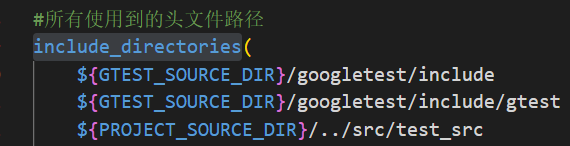 #所有使用到的头文件路径
include_directories(
${GTEST_SOURCE_DIR}/googletest/include
${GTEST_SOURCE_DIR}/googletest/include/gtest
${PROJECT_SOURCE_DIR}/../src/test_src